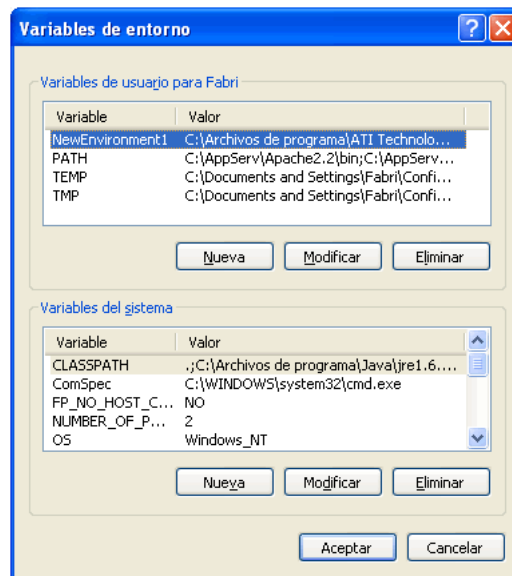 Variables de entorno
Variables de usuario para Fabri
Variable Valor
NewEnvironment1 C:\Archivos de programa\ATI Technolo...
PATH C:\AppServ\Apache2.2\bin;C:\AppServ...
TEMP C:\Documents and Settings\Fabri\Confi...
TMP C:\Documents and Settings\Fabri\Confi...
Nueva Modificar Eliminar
Variables del sistema
Variable Valor
CLASSPATH .;C:\Archivos de programa\Java\jre1.6....
ComSpec C:\WINDOWS\system32\cmd.exe
FP_NO_HOST_C... NO
NUMBER_OF_P... 2
OS Windows_NT
Nueva Modificar Eliminar
Aceptar Cancelar